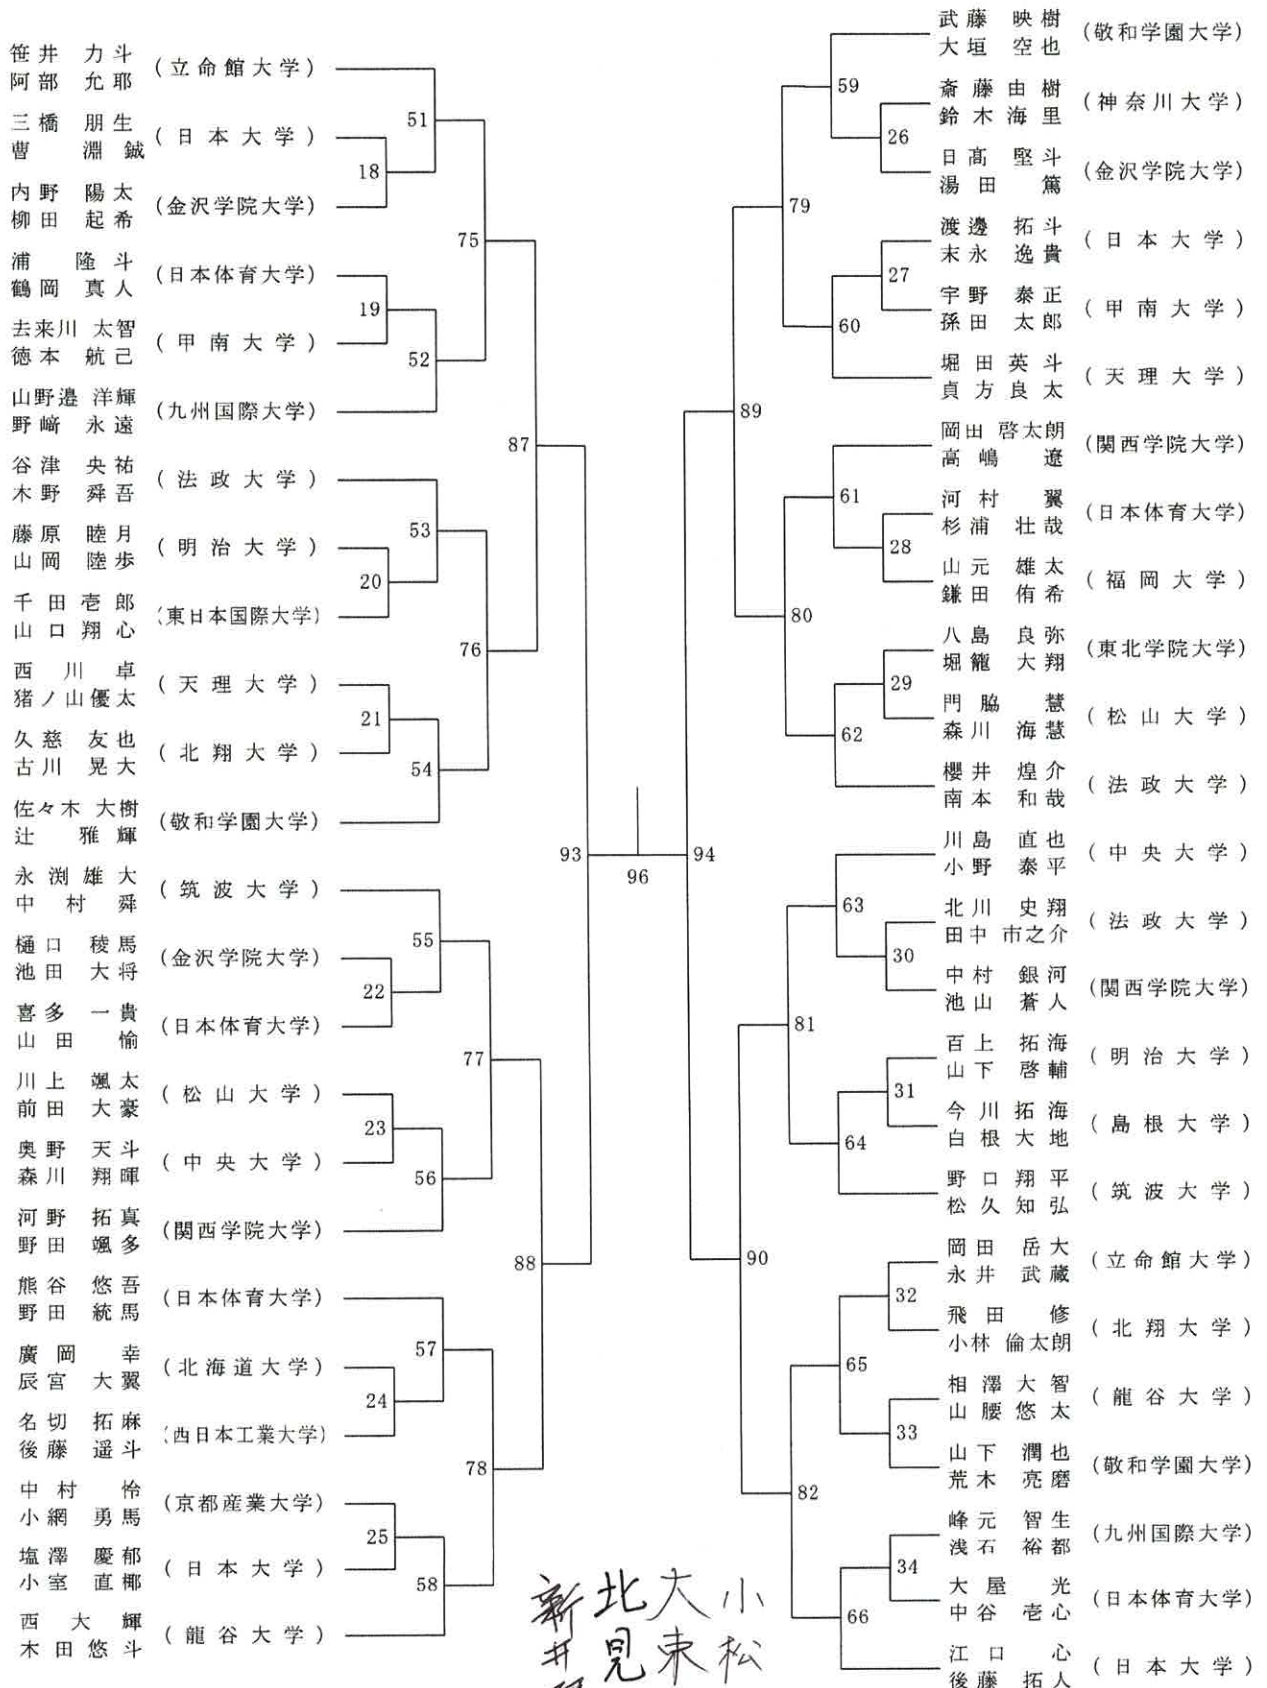 笹井 力斗
阿部 允耶
(立命館大学)
三橋 朋生
曹 淵鉞
(日本大学)
内野 陽太
柳田 起希
(金沢学院大学)
浦 隆斗
鶴岡 真人
(日本体育大学)
去来川 太智
徳本 航己
(甲南大学)
山野邉 洋輝
野﨑 永遠
(九州国際大学)
谷津 央祐
木野 舜吾
(法政大学)
藤原 睦月
山岡 陸歩
(明治大学)
千田壱郎
山口翔心
(東日本国際大学)
西川 卓
猪ノ山優太
(天理大学)
久慈 友也
古川 晃大
(北翔大学)
佐々木 大樹
辻 雅輝
(敬和学園大学)
永渕雄大
中村 舜
(筑波大学)
樋口 稜馬
池田 大将
(金沢学院大学)
喜多 一貴
山田 愉
(日本体育大学)
川上 颯太
前田 大豪
(松山大学)
奥野 天斗
森川 翔暉
(中央大学)
河野 拓真
野田 颯多
(関西学院大学)
熊谷 悠吾
野田 統馬
(日本体育大学)
廣岡 幸
辰宮 大翼
(北海道大学)
名切 拓麻
後藤 遥斗
(西日本工業大学)
中村 怜
小網 勇馬
(京都産業大学)
塩澤 慶郁
小室 直椰
(日本大学)
西 大輝
木田悠斗
(龍谷大学)
51
18
75
19
52
87
53
20
76
21
54
93
55
22
77
23
56
88
57
24
78
25
58
96
94
武藤 映樹
大垣 空也
(敬和学園大学)
斎藤由樹
鈴木海里
(神奈川大学)
日髙 堅斗
湯田 篤
(金沢学院大学)
渡邊 拓斗
末永 逸貴
(日本大学)
宇野 泰正
孫田 太郎
(甲南大学)
堀田英斗
貞方良太
(天理大学)
岡田 啓太朗
高嶋 遼
(関西学院大学)
河村 翼
杉浦 壮哉
(日本体育大学)
山元 雄太
鎌田 侑希
(福岡大学)
八島 良弥
堀籠 大翔
(東北学院大学)
門脇 慧
森川 海慧
(松山大学)
櫻井 煌介
南本 和哉
(法政大学)
川島 直也
小野 泰平
(中央大学)
北川 史翔
田中 市之介
(法政大学)
中村 銀河
池山 蒼人
(関西学院大学)
百上 拓海
山下 啓輔
(明治大学)
今川拓海
白根大地
(島根大学)
野口翔平
松久知弘
(筑波大学)
岡田 岳大
永井 武蔵
(立命館大学)
飛田 修
小林 倫太朗
(北翔大学)
相澤大智
山腰悠太
(龍谷大学)
山下 潤也
荒木 亮磨
(敬和学園大学)
峰元 智生
浅石 裕都
(九州国際大学)
大屋 光
中谷 壱心
(日本体育大学)
江口 心
後藤 拓人
(日本大学)
59
26
79
27
60
89
61
28
80
29
62
63
30
81
31
64
90
32
65
33
82
34
66
小松
大東
北見
新井